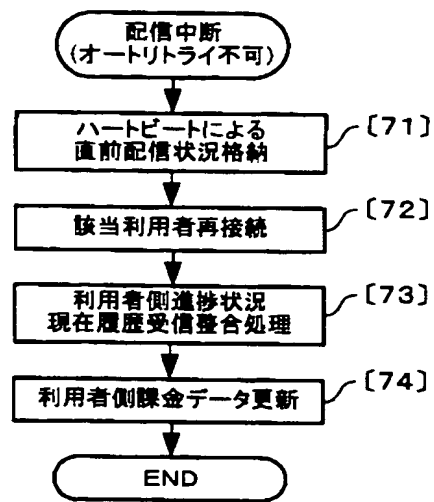 配信中断
(オートリトライ不可)
ハートビートによる
直前配信状況格納
〔71〕
該当利用者再接続
〔72〕
利用者側進捗状況
現在履歴受信整合処理
〔73〕
利用者側課金データ更新
〔74〕
END